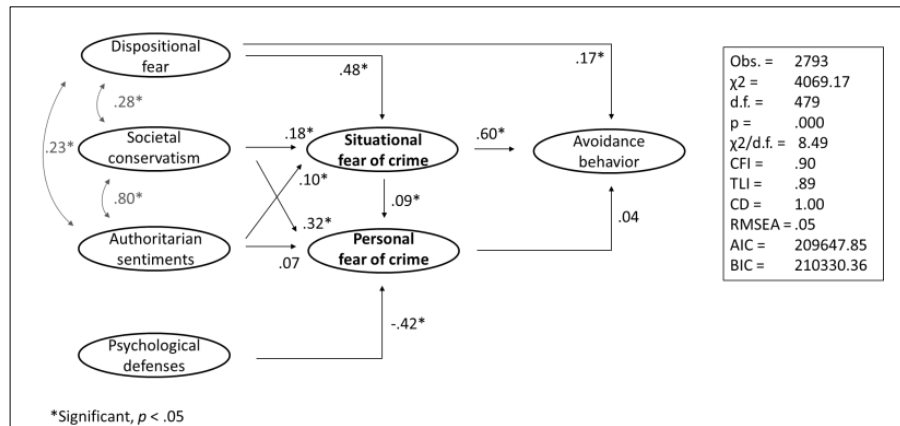 Dispositional
fear
.48*
.17*
.28*
.23*
Societal
conservatism
.18*
Situational
fear of crime
.60*
Avoidance
behavior
.10*
.80*
.09*
.32*
Authoritarian
sentiments
.07
Personal
fear of crime
.04
-.42*
Psychological
defenses
*Significant, p < .05
Obs. = 2793
χ2 = 4069.17
d.f. = 479
p = .000
χ2/d.f. = 8.49
CFI = .90
TLI = .89
CD = 1.00
RMSEA = .05
AIC = 209647.85
BIC = 210330.36